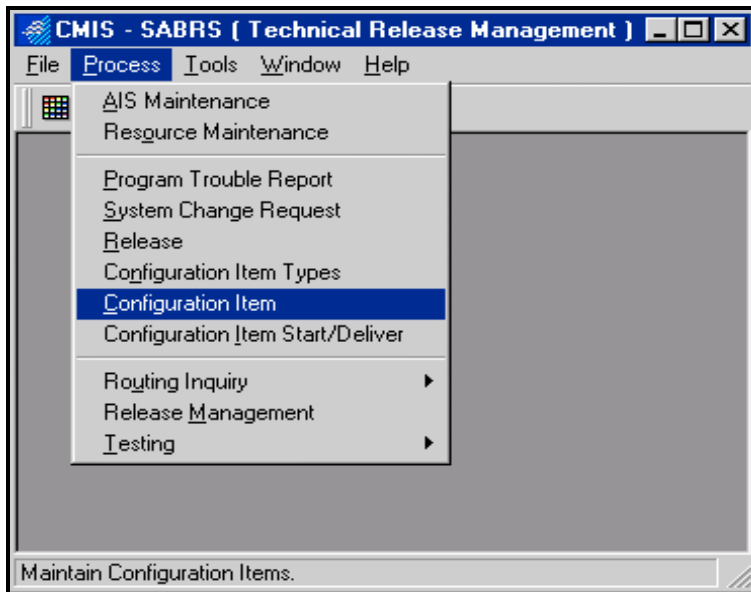 CMIS - SABRS ( Technical Release Management )
File Process Tools Window Help
AIS Maintenance
Resource Maintenance
Program Trouble Report
System Change Request
Release
Configuration Item Types
Configuration Item
Configuration Item Start/Deliver
Routing Inquiry
Release Management
Testing
Maintain Configuration Items.